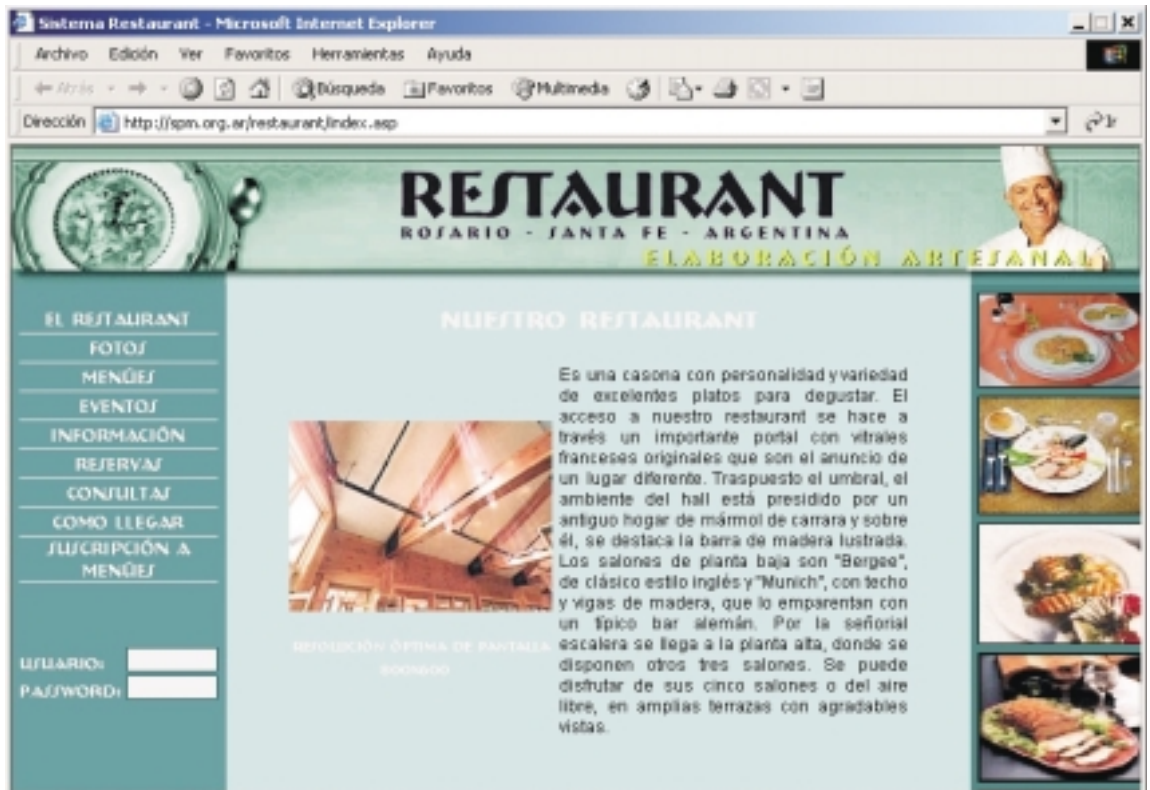 Sistema Restaurant - Microsoft Internet Explorer
Archivo Edición Ver Favoritos Herramientas Ayuda
Atrás Búsqueda Favoritos Multimedia
Dirección http://spm.org.ar/restaurant/index.asp Ir
RESTAURANT
ROSARIO - SANTA FE - ARGENTINA
ELABORACIÓN ARTESANAL
EL RESTAURANT
FOTOS
MENÚES
EVENTOS
INFORMACIÓN
RESERVAS
CONSULTAS
COMO LLEGAR
SUSCRIPCIÓN A
MENÚES
USUARIO:
PASSWORD:
NUESTRO RESTAURANT
Es una casona con personalidad y variedad
de excelentes platos para degustar. El
acceso a nuestro restaurant se hace a
través un importante portal con vitrales
franceses originales que son el anuncio de
un lugar diferente. Traspuesto el umbral, el
ambiente del hall está presidido por un
antiguo hogar de mármol de carrara y sobre
él, se destaca la barra de madera lustrada.
Los salones de planta baja son "Bergee",
de clásico estilo inglés y "Munich", con techo
y vigas de madera, que lo emparentan con
un típico bar alemán. Por la señorial
escalera se llega a la planta alta, donde se
disponen otros tres salones. Se puede
disfrutar de sus cinco salones o del aire
libre, en amplias terrazas con agradables
vistas.
RESOLUCIÓN ÓPTIMA DE PANTALLA
800X600